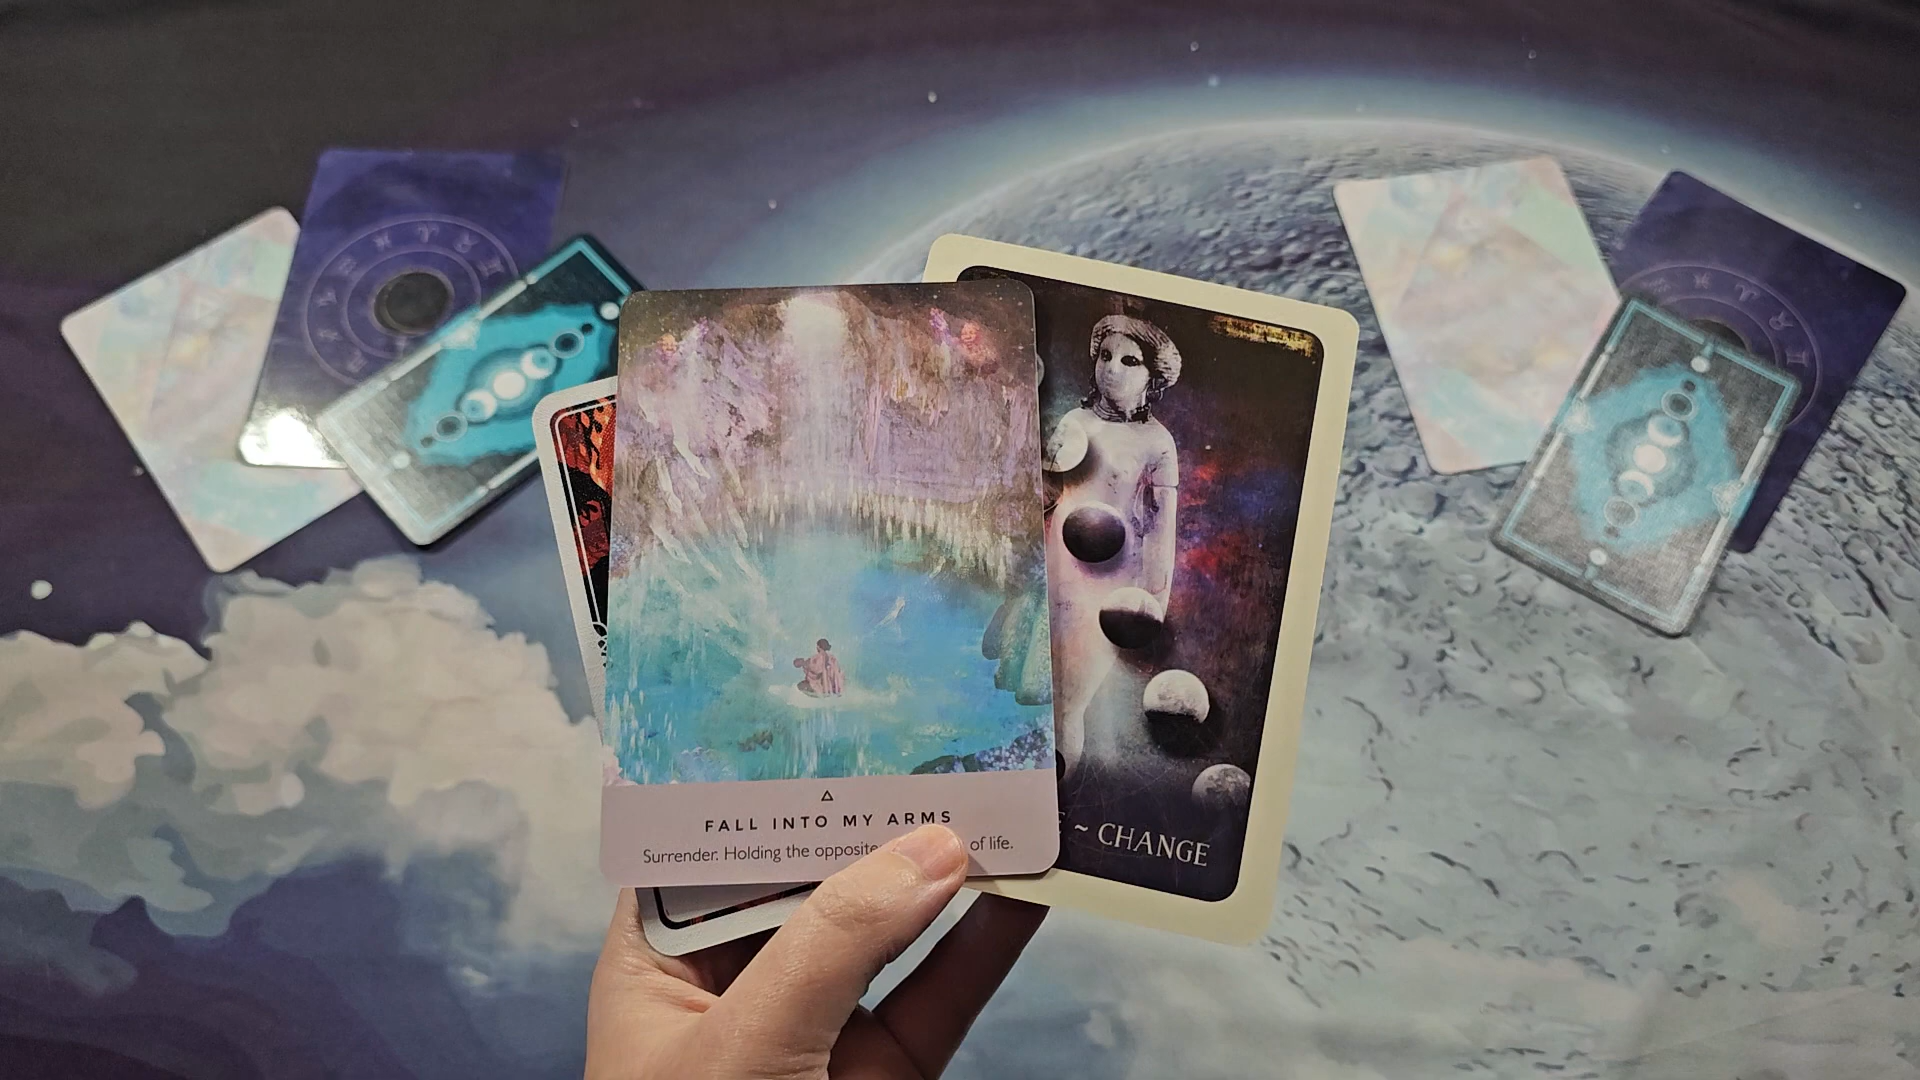 FALL INTO MY ARMS
Surrender. Holding the opposite of life.
~ CHANGE